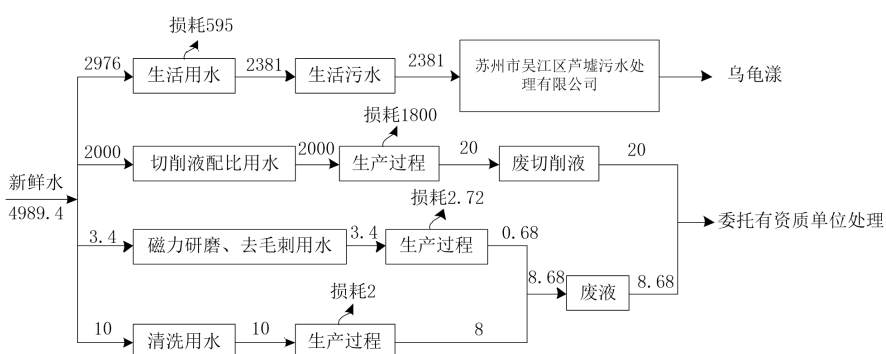 损耗595
2976
生活用水
2381
生活污水
2381
苏州市吴江区芦墟污水处
理有限公司
乌龟漾
损耗1800
2000
切削液配比用水
2000
生产过程
20
废切削液
20
新鲜水
4989.4
损耗2.72
委托有资质单位处理
3.4
磁力研磨、去毛刺用水
3.4
生产过程
0.68
8.68
废液
8.68
损耗2
10
清洗用水
10
生产过程
8